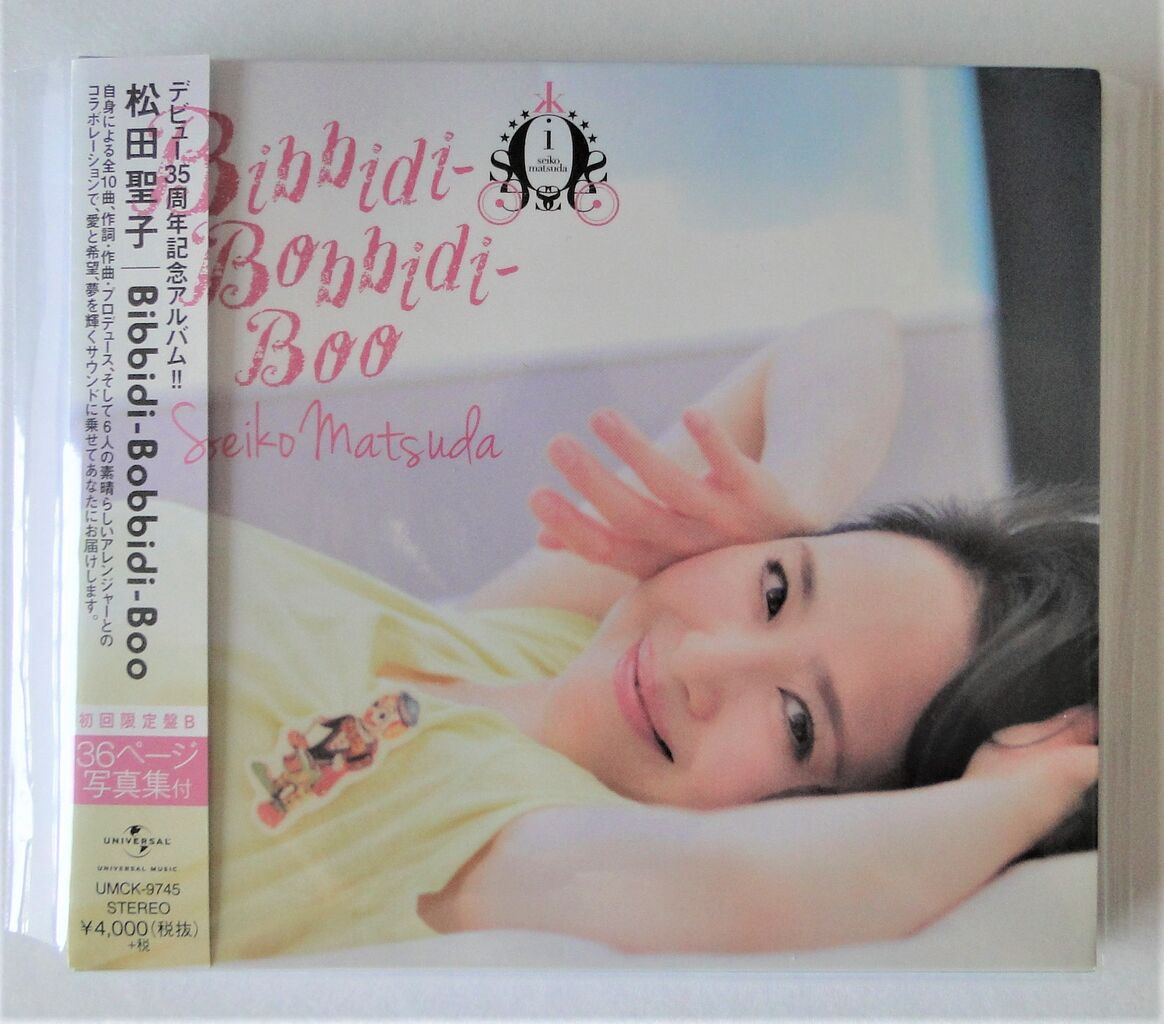 デビュー35周年記念アルバム!!
松田聖子 | Bibbidi-Bobbidi-Boo
自身による全10曲、作詞・作曲・プロデュース、そして6人の素晴らしいアレンジャーとの
コラボレーションで、愛と希望、夢を輝くサウンドに乗せてあなたにお届けします。
初回限定盤B
36ページ
写真集付
UNIVERSAL
UNIVERSAL MUSIC
UMCK-9745
STEREO
¥4,000(税抜)
+税
Bibbidi-
Bobbidi-
Boo
Seiko Matsuda
i
seiko
matsuda